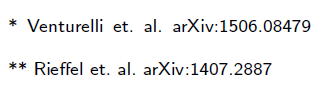 * Venturelli et. al. arXiv:1506.08479
** Rieffel et. al. arXiv:1407.2887